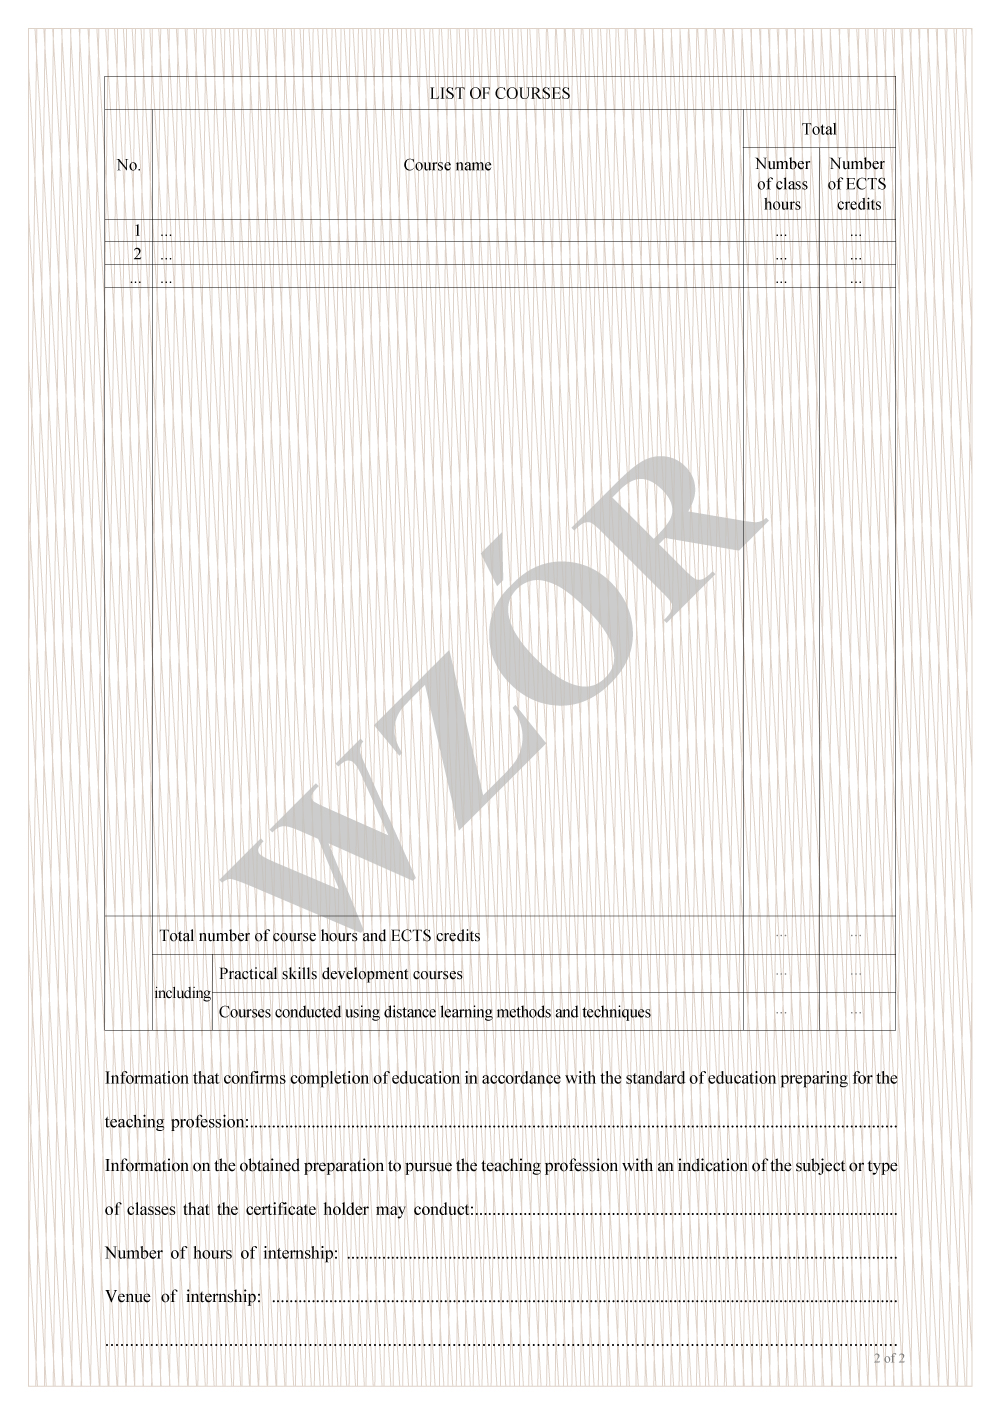 LIST OF COURSES
Total
No.
Course name
Number of class hours
Number of ECTS credits
1 ... ... ...
2 ... ... ...
... ... ... ...
WZÓR
Total number of course hours and ECTS credits ... ...
including
Practical skills development courses ... ...
Courses conducted using distance learning methods and techniques ... ...
Information that confirms completion of education in accordance with the standard of education preparing for the
teaching profession:..........................................................................................
Information on the obtained preparation to pursue the teaching profession with an indication of the subject or type
of classes that the certificate holder may conduct:..........................................................................................
Number of hours of internship: ..........................................................................................
Venue of internship: ..........................................................................................
..........................................................................................
2 of 2